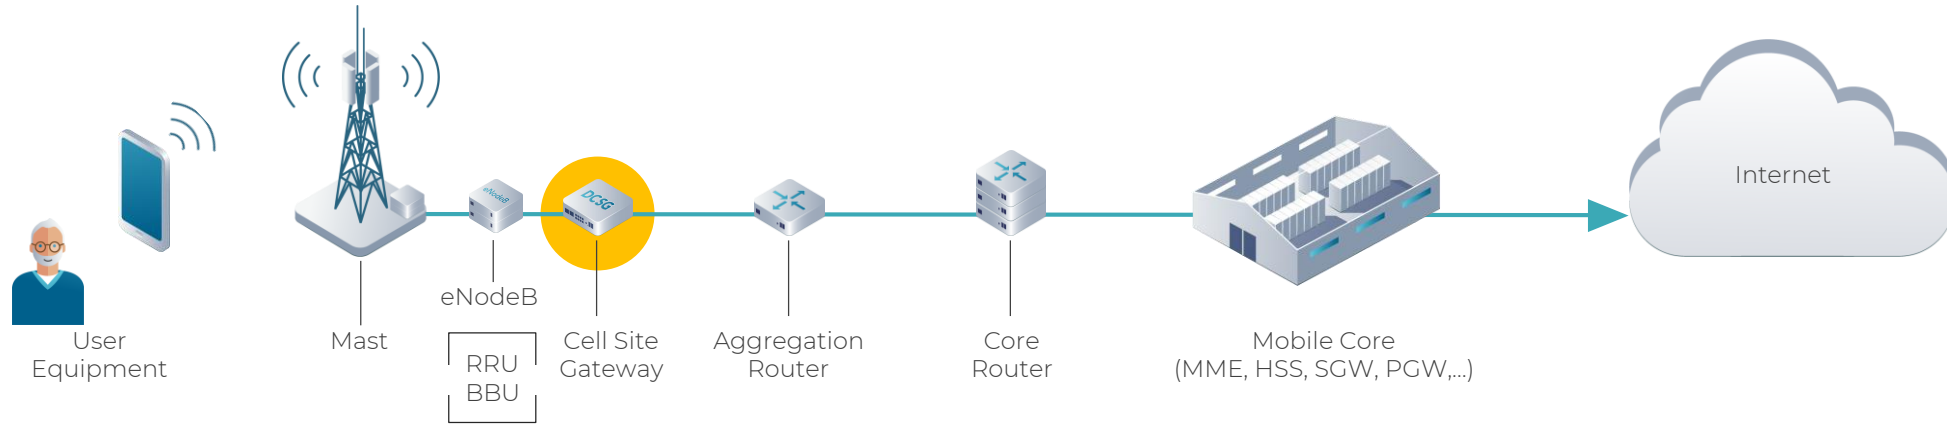 User
Equipment
Mast
eNodeB
eNodeB
RRU
BBU
DCSG
Cell Site
Gateway
Aggregation
Router
Core
Router
Mobile Core
(MME, HSS, SGW, PGW,...)
Internet